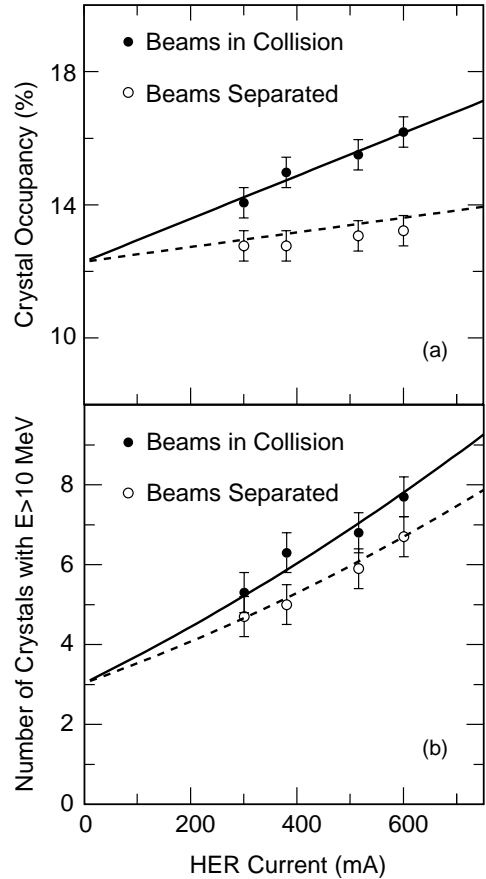 Beams in Collision
Beams Separated
18
14
10
Crystal Occupancy (%)
(a)
Beams in Collision
Beams Separated
8
6
4
2
0
Number of Crystals with E>10 MeV
(b)
0 200 400 600
HER Current (mA)